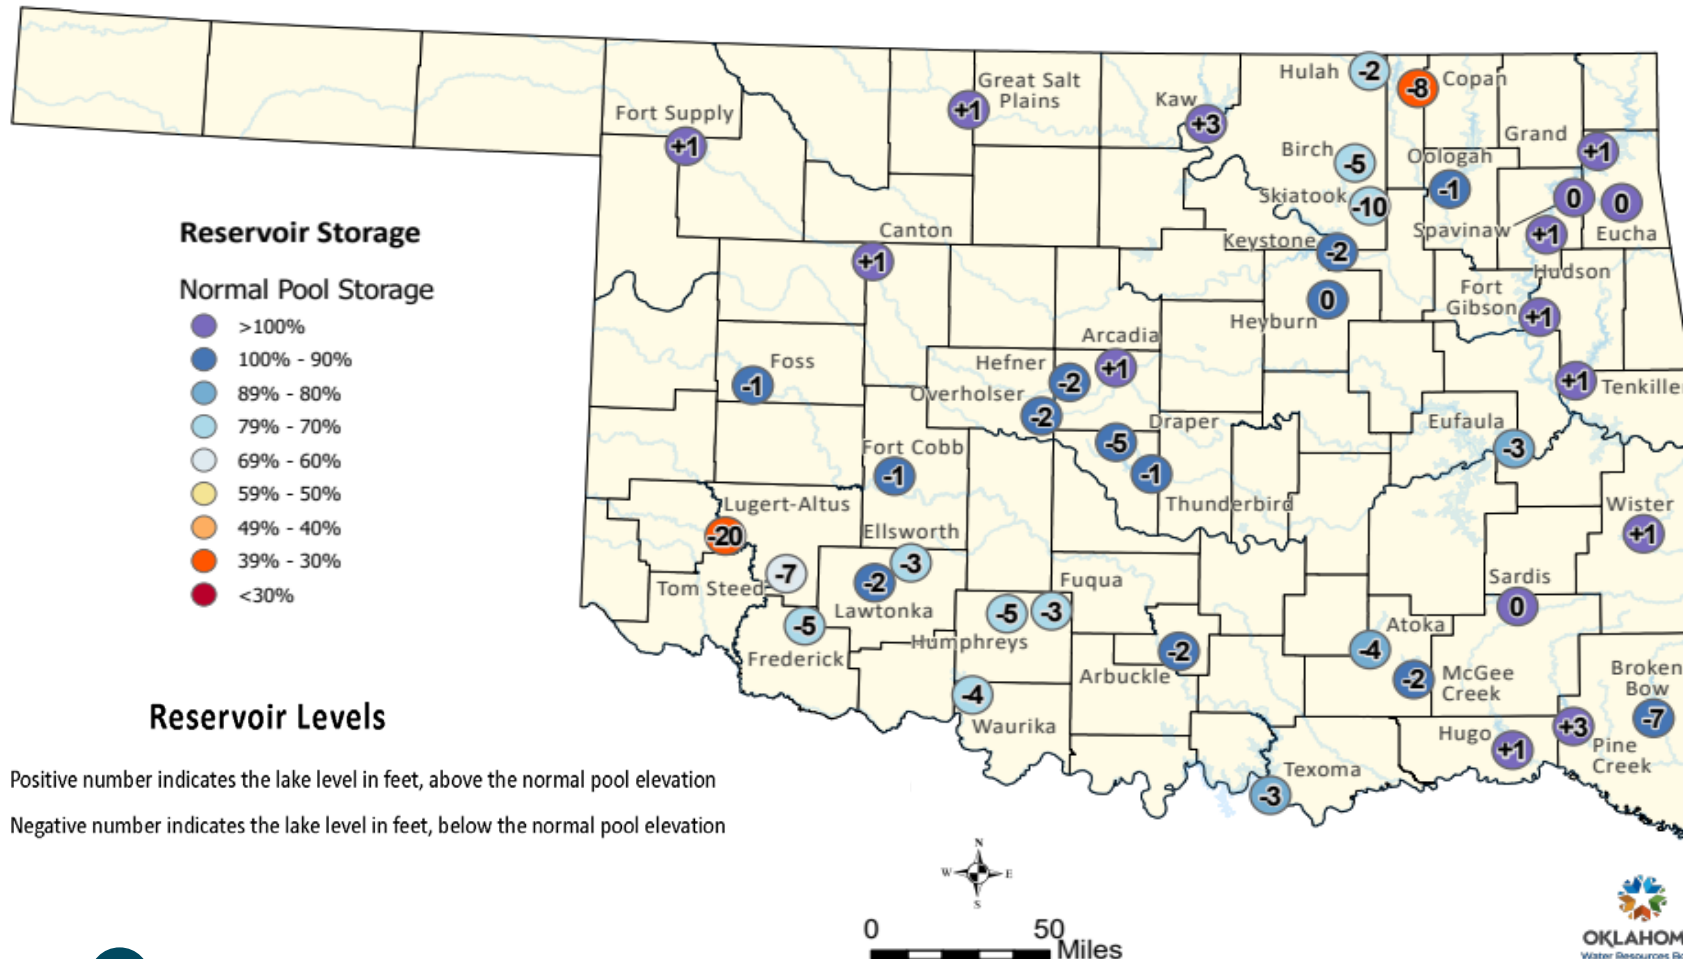 Hulah
-2
-8
Copan
Great Salt
Plains
+1
Kaw
+3
Fort Supply
+1
Grand
+1
Birch
-5
Oologah
-1
Skiatook
-10
0
0
Spavinaw
+1
Eucha
Hudson
Keystone
-2
Canton
+1
Reservoir Storage
Normal Pool Storage
>100%
100% - 90%
89% - 80%
79% - 70%
69% - 60%
59% - 50%
49% - 40%
39% - 30%
<30%
0
Heyburn
Fort
Gibson
+1
Arcadia
+1
Hefner
-2
Overholser
-2
Foss
-1
+1
Draper
-5
Eufaula
-3
Fort Cobb
-1
-1
Thunderbird
Wister
+1
Lugert-Altus
-20
Ellsworth
-3
-7
Tom Steed
-2
Lawtonka
Fuqua
-5
-3
Humphreys
Sardis
0
-5
Frederick
Atoka
-4
-2
Arbuckle
-2
McGee
Creek
Broken
Bow
-7
-4
Waurika
Hugo
+1
+3
Pine
Creek
Texoma
-3
Reservoir Levels
Positive number indicates the lake level in feet, above the normal pool elevation
Negative number indicates the lake level in feet, below the normal pool elevation
N
W
E
S
0
50
Miles
Water Resources